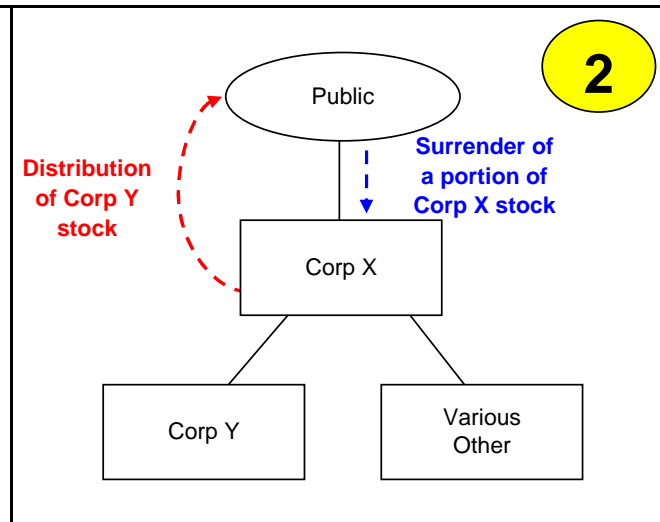 2
Public
Distribution
of Corp Y
stock
Surrender of
a portion of
Corp X stock
Corp X
Corp Y
Various
Other